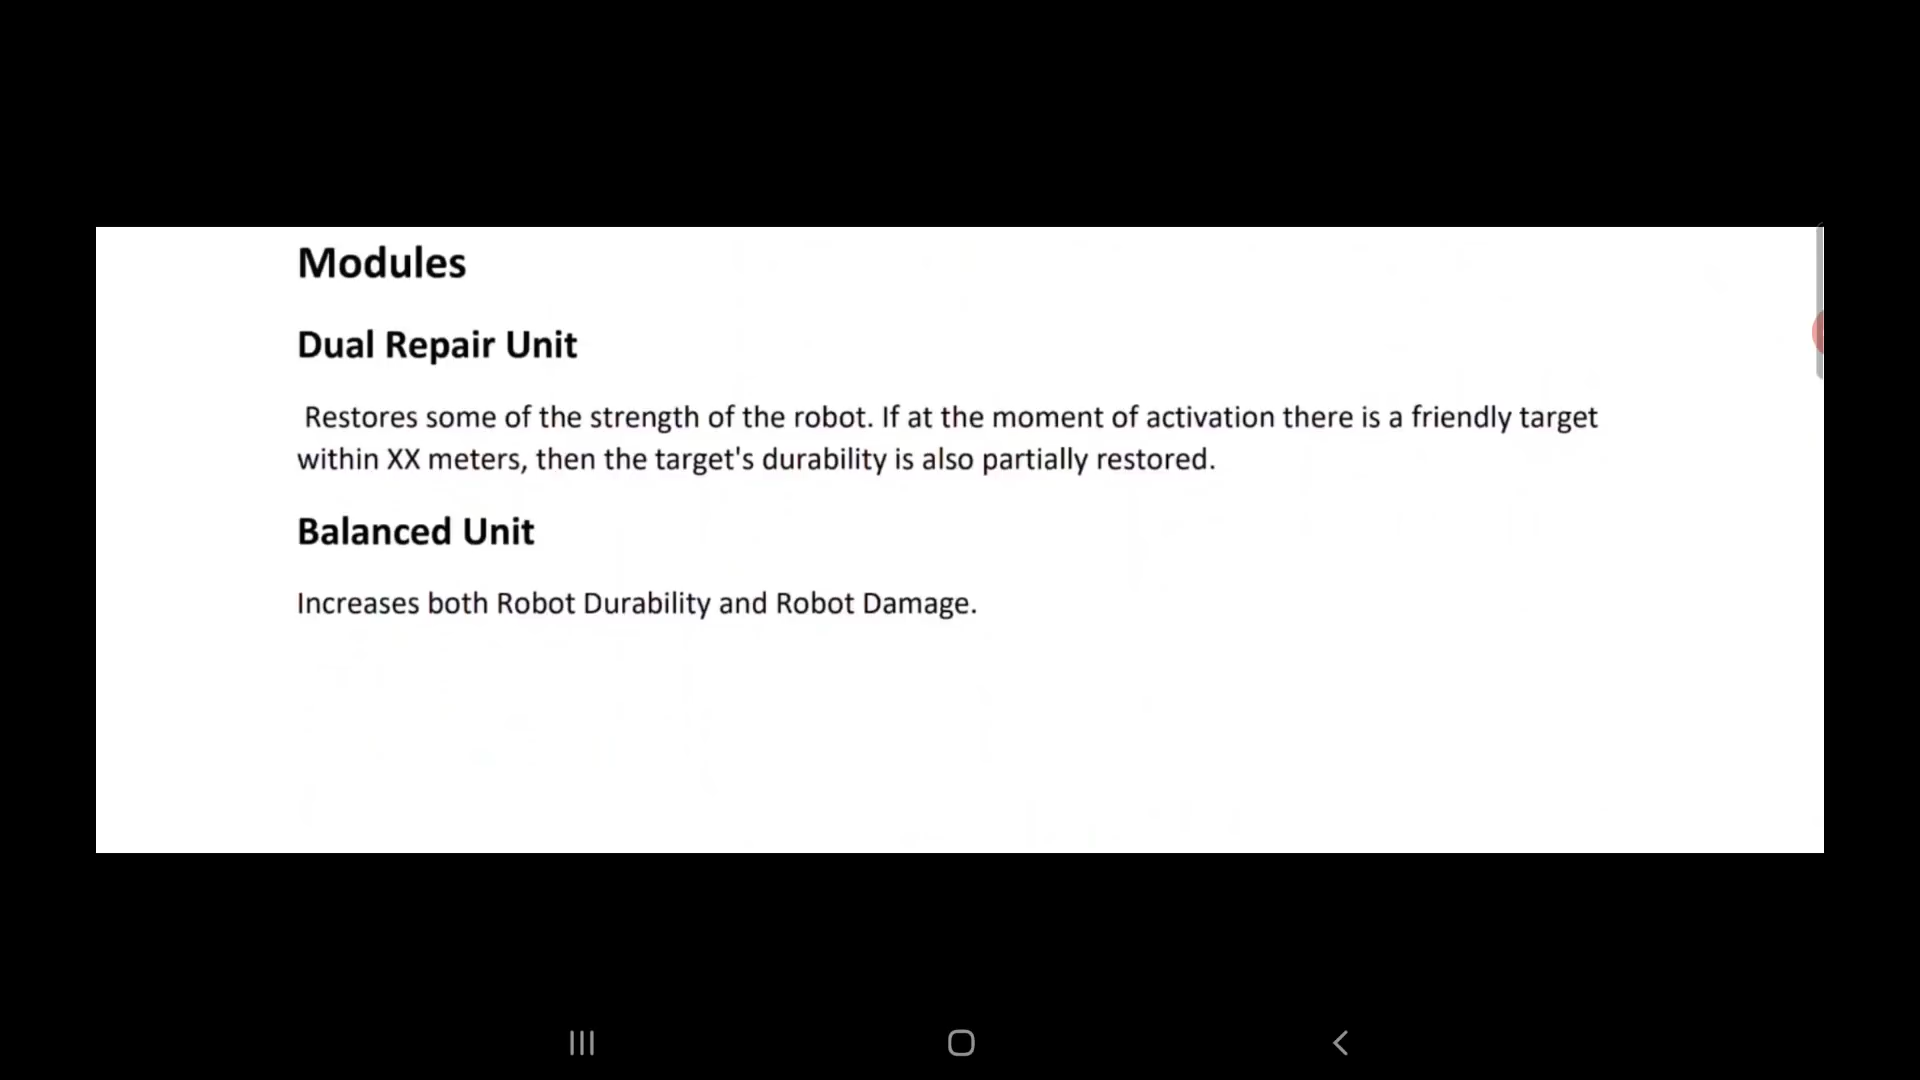 Modules
Dual Repair Unit
Restores some of the strength of the robot. If at the moment of activation there is a friendly target
within XX meters, then the target's durability is also partially restored.
Balanced Unit
Increases both Robot Durability and Robot Damage.